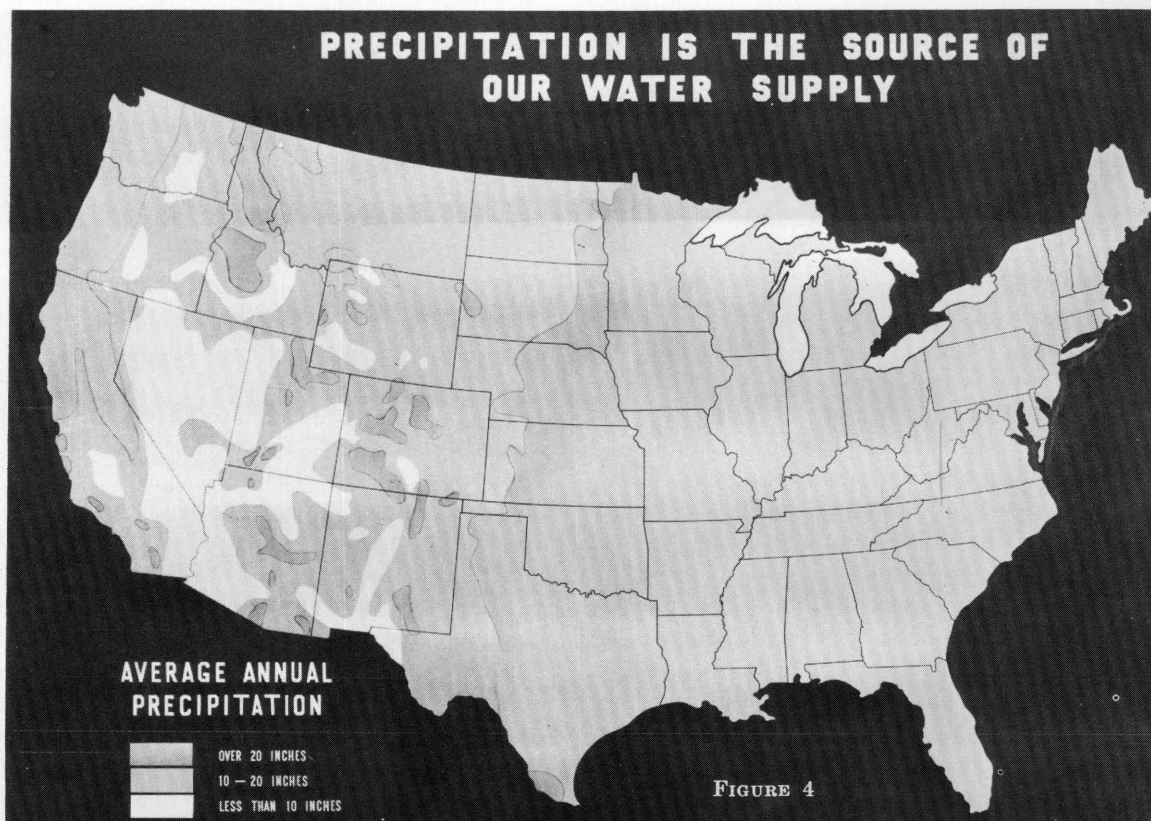 PRECIPITATION IS THE SOURCE OF
OUR WATER SUPPLY
AVERAGE ANNUAL
PRECIPITATION
OVER 20 INCHES
10 — 20 INCHES
LESS THAN 10 INCHES
FIGURE 4